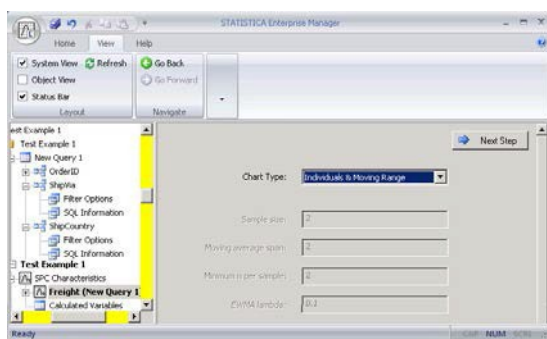 STATISTICA Enterprise Manager
Home View Help
System View Refresh
Object View
Status Bar
Layout
Go Back
Go Forward
Navigate
est Example 1
Test Example 1
New Query 1
OrderID
ShipVia
Filter Options
SQL Information
ShipCountry
Filter Options
SQL Information
Test Example 1
SPC Characteristics
Freight (New Query 1
Calculated Variables
Next Step
Chart Type: Individuals & Moving Range
Sample size: 2
Moving average span: 2
Minimum n per sample: 2
EWMA lambda: 0.1
Ready
CAP NUM SCRL